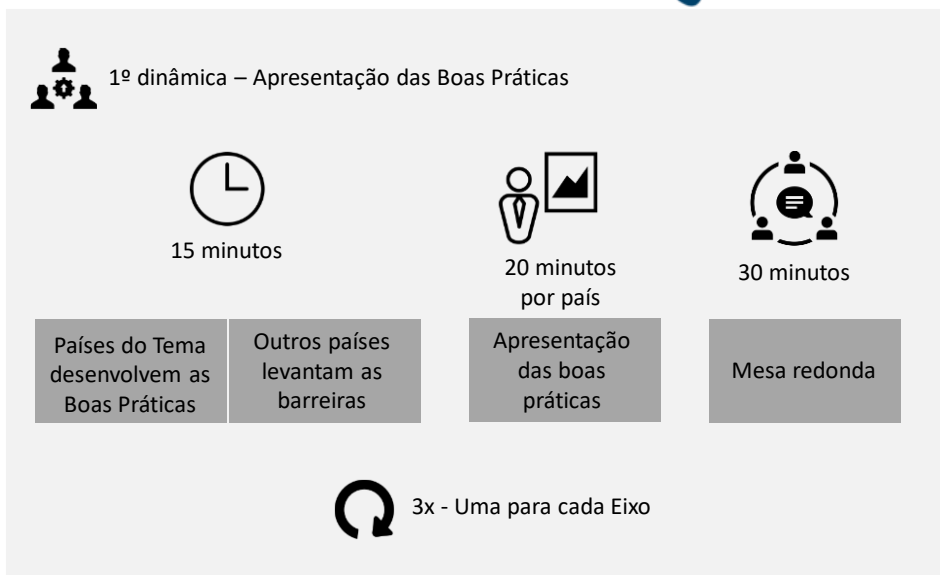 1º dinâmica – Apresentação das Boas Práticas
15 minutos
20 minutos
por país
30 minutos
Países do Tema
desenvolvem as
Boas Práticas
Outros países
levantam as
barreiras
Apresentação
das boas
práticas
Mesa redonda
3x - Uma para cada Eixo